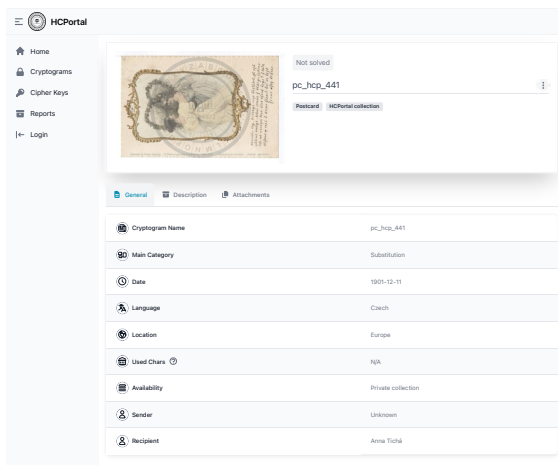 HCPortal
Home
Cryptograms
Cipher Keys
Reports
Login
Not solved
pc_hcp_441
Postcard HCPortal collection
General Description Attachments
Cryptogram Name pc_hcp_441
Main Category Substitution
Date 1901-12-11
Language Czech
Location Europe
Used Chars N/A
Availability Private collection
Sender Unknown
Recipient Anna Tichá